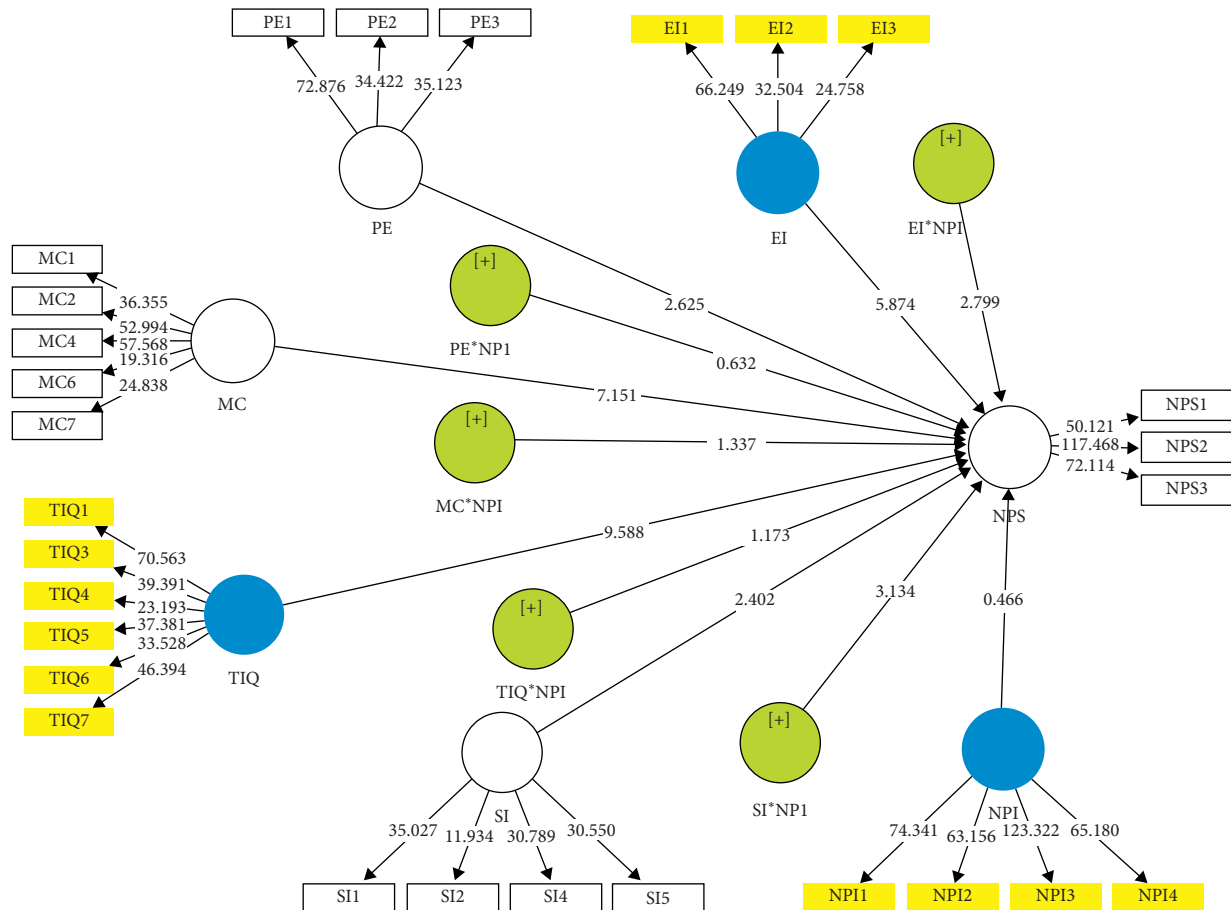 PE1 PE2 PE3
72.876 34.422 35.123
PE
EI1 EI2 EI3
66.249 32.504 24.758
EI
[+]
EI*NPI
MC1
MC2
MC4
MC6
MC7
36.355
52.994
57.568
19.316
24.838
MC
[+]
PE*NP1
2.625
5.874
2.799
0.632
7.151
[+]
MC*NPI
1.337
NPS
50.121
117.468
72.114
NPS1
NPS2
NPS3
TIQ1
TIQ3
TIQ4
TIQ5
TIQ6
TIQ7
70.563
39.391
23.193
37.381
33.528
46.394
TIQ
9.588
[+]
TIQ*NPI
1.173
2.402
3.134
0.466
SI
35.027 11.934 30.789 30.550
SI1 SI2 SI4 SI5
[+]
SI*NP1
NPI
74.341 63.156 123.322 65.180
NPI1 NPI2 NPI3 NPI4